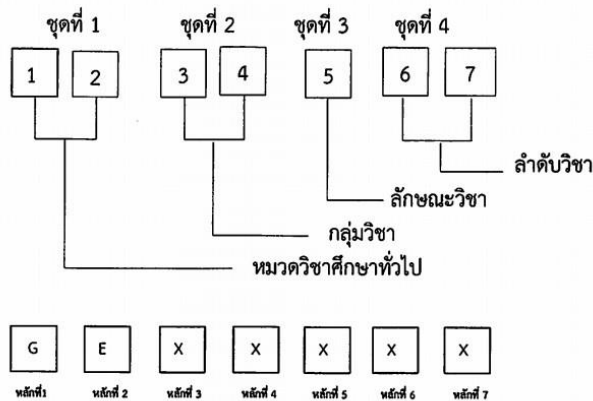 ชุดที่ 1 ชุดที่ 2 ชุดที่ 3 ชุดที่ 4
1 2 3 4 5 6 7
ลำดับวิชา
ลักษณะวิชา
กลุ่มวิชา
หมวดวิชาศึกษาทั่วไป
G E X X X X X
หลักที่1 หลักที่ 2 หลักที่ 3 หลักที่ 4 หลักที่ 5 หลักที่ 6 หลักที่ 7